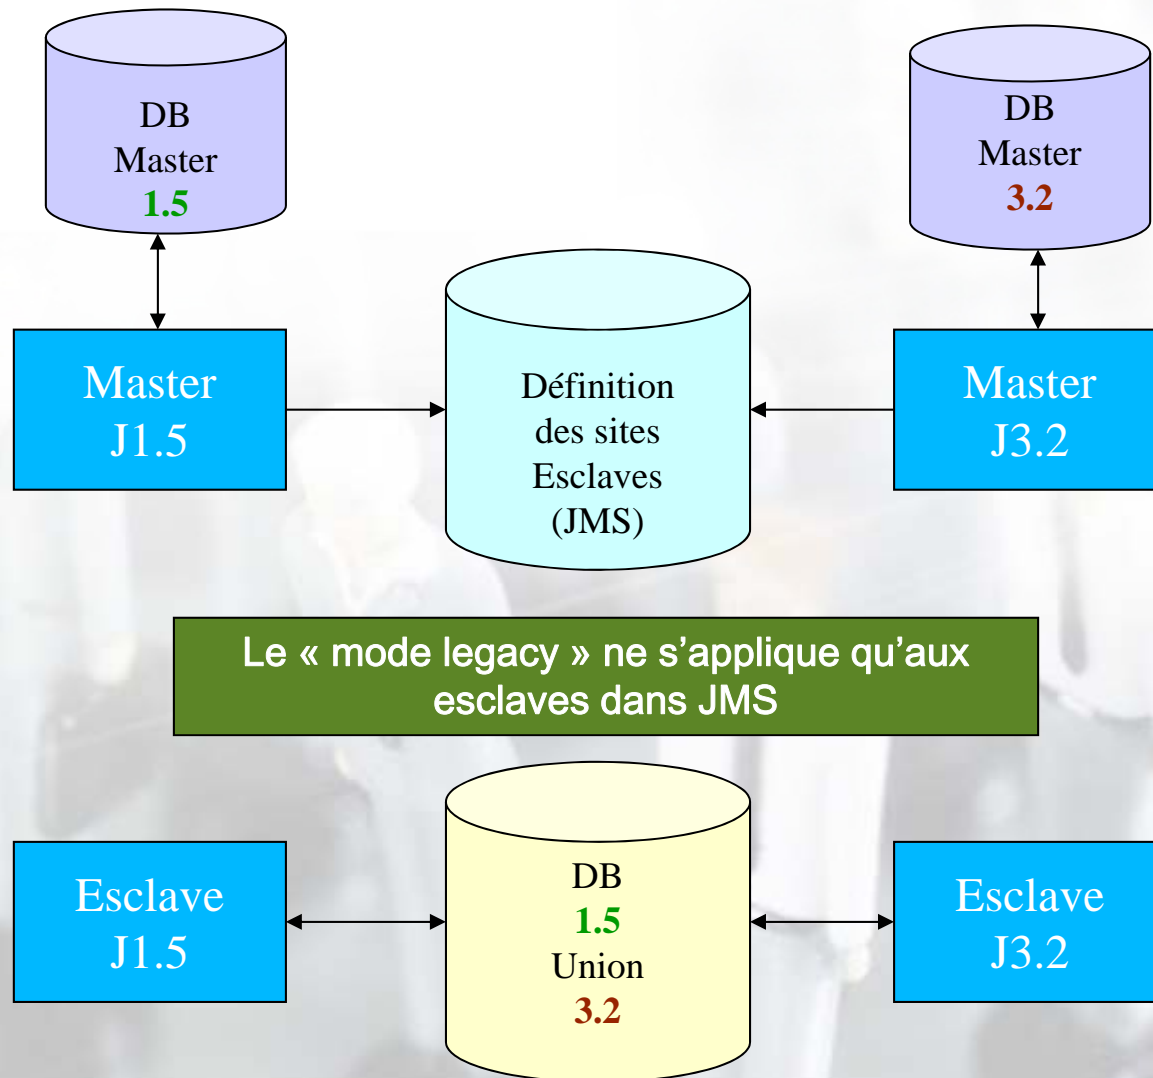 DB
Master
1.5
DB
Master
3.2
Master
J1.5
Définition
des sites
Esclaves
(JMS)
Master
J3.2
Le « mode legacy » ne s’applique qu’aux
esclaves dans JMS
Esclave
J1.5
DB
1.5
Union
3.2
Esclave
J3.2